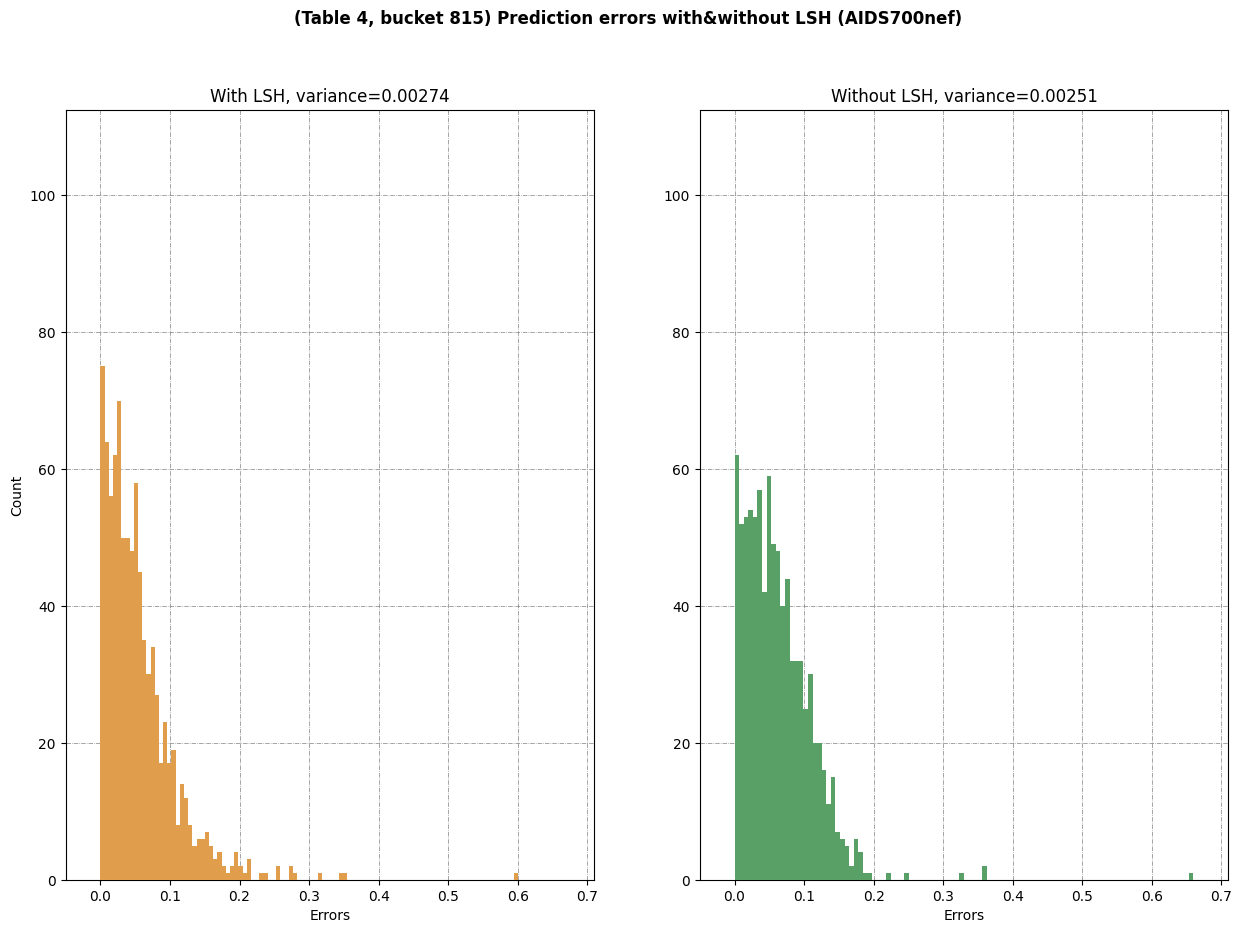 (Table 4, bucket 815) Prediction errors with&without LSH (AIDS700nef)
With LSH, variance=0.00274
100
80
60
40
20
0
Count
0.0 0.1 0.2 0.3 0.4 0.5 0.6 0.7
Errors
Without LSH, variance=0.00251
100
80
60
40
20
0
0.0 0.1 0.2 0.3 0.4 0.5 0.6 0.7
Errors